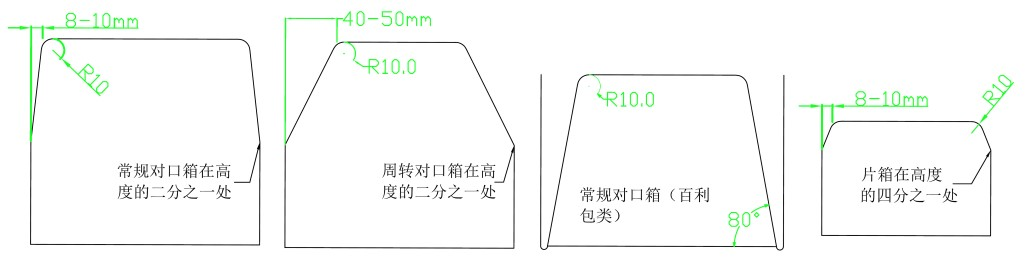 8-10mm
R10
常规对口箱在高
度的二分之一处
40-50mm
R10.0
周转对口箱在高
度的二分之一处
R10.0
常规对口箱（百利
包类）
80°
8-10mm
R10
片箱在高度
的四分之一处